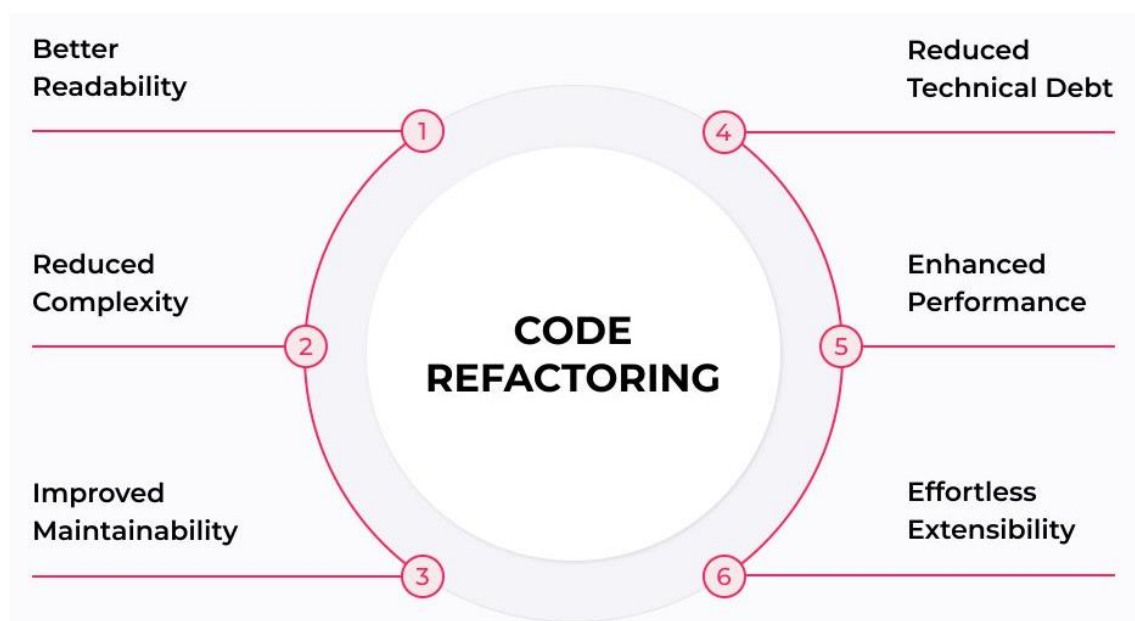 Better
Readability
1
Reduced
Complexity
2
Improved
Maintainability
3
CODE
REFACTORING
Reduced
Technical Debt
4
Enhanced
Performance
5
Effortless
Extensibility
6